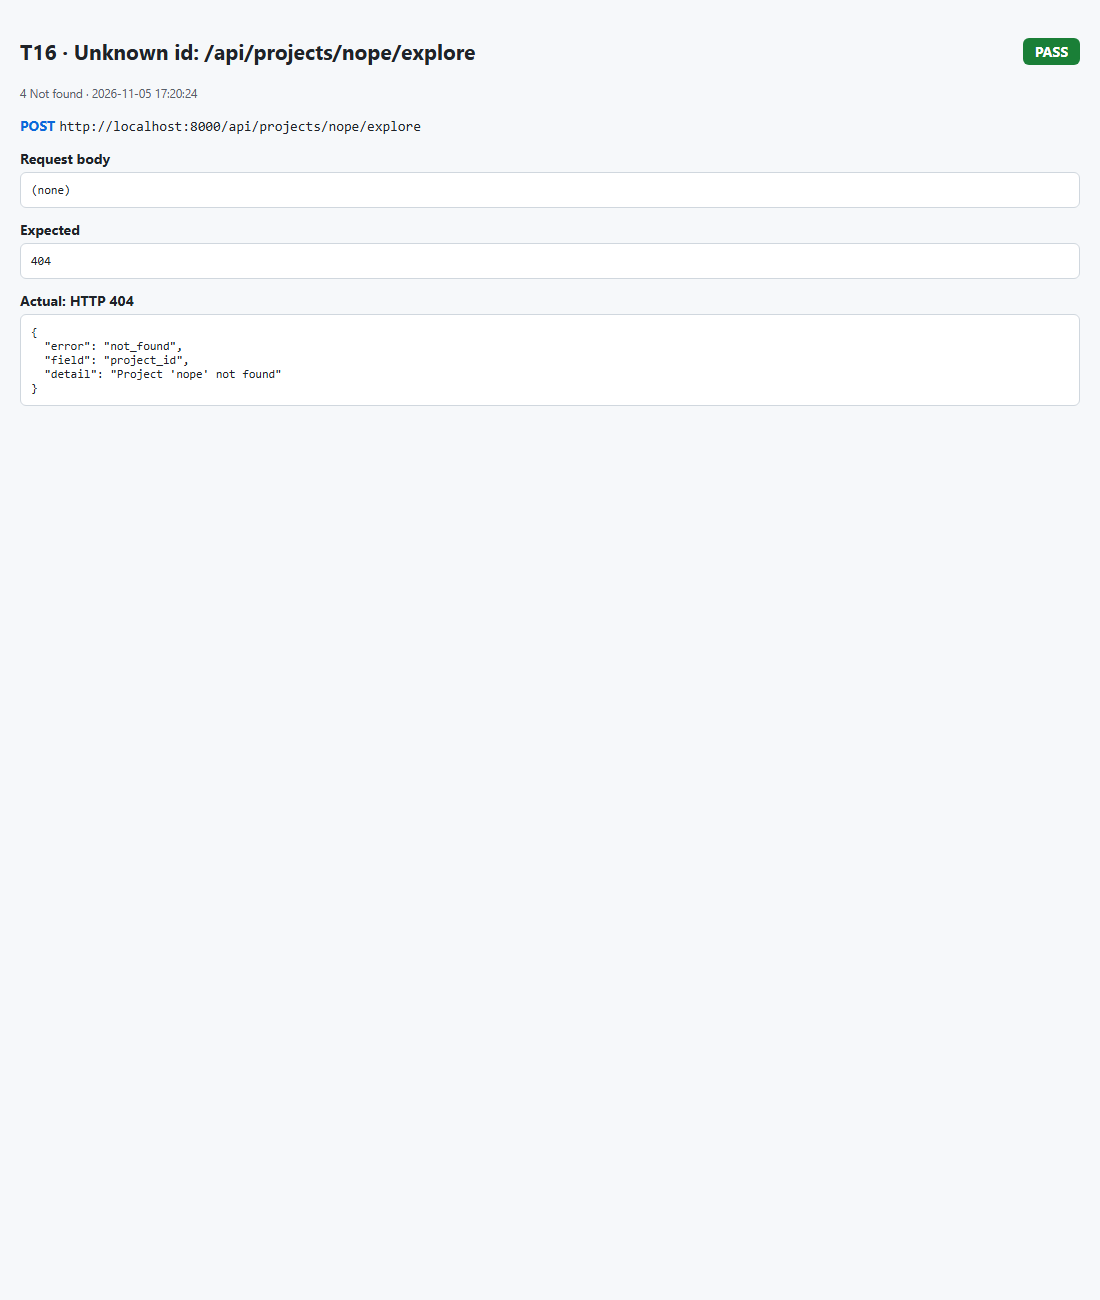 T16 · Unknown id: /api/projects/nope/explore
PASS
4 Not found · 2026-11-05 17:20:24
POST http://localhost:8000/api/projects/nope/explore
Request body
(none)
Expected
404
Actual: HTTP 404
{
  "error": "not_found",
  "field": "project_id",
  "detail": "Project 'nope' not found"
}